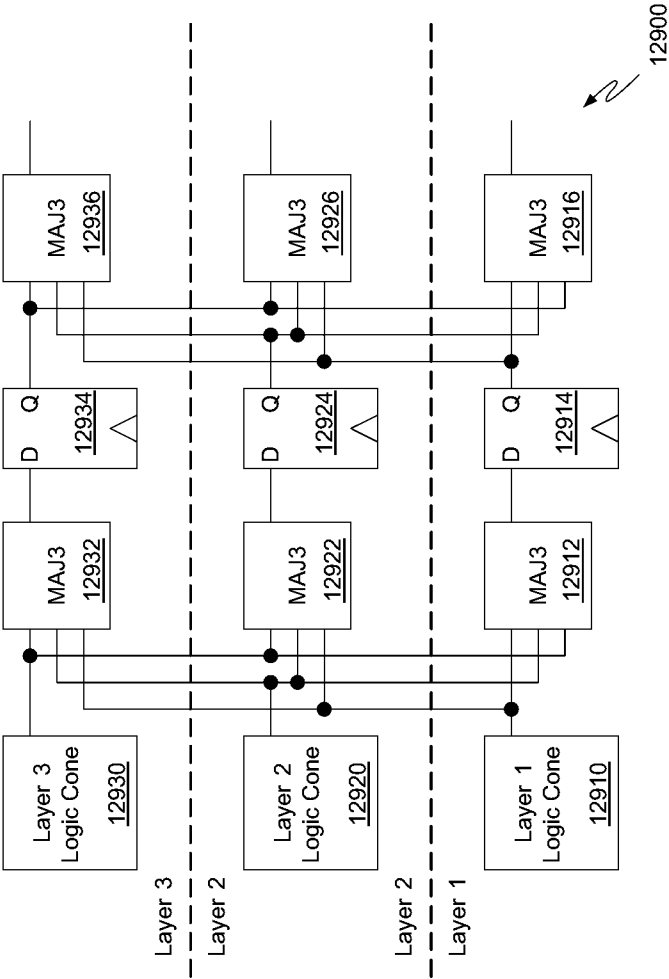 Layer 3
Logic Cone
12930
MAJ3
12932
D Q
12934
MAJ3
12936
Layer 3
Layer 2
Layer 2
Logic Cone
12920
MAJ3
12922
D Q
12924
MAJ3
12926
Layer 2
Layer 1
Layer 1
Logic Cone
12910
MAJ3
12912
D Q
12914
MAJ3
12916
12900